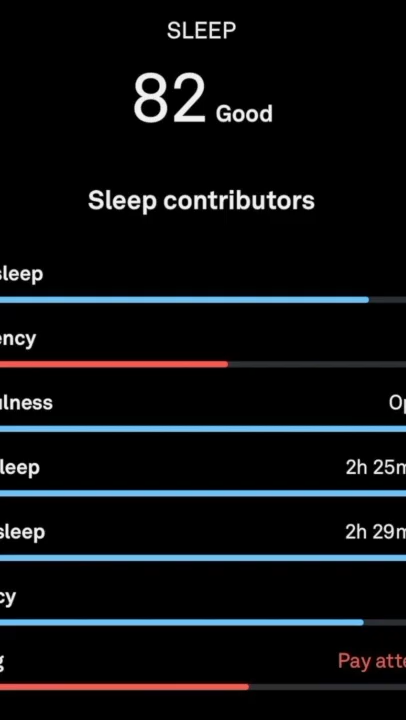 SLEEP
82 Good
Sleep contributors
sleep
ency
ulness Op
leep 2h 25m
sleep 2h 29m
cy
g Pay atte